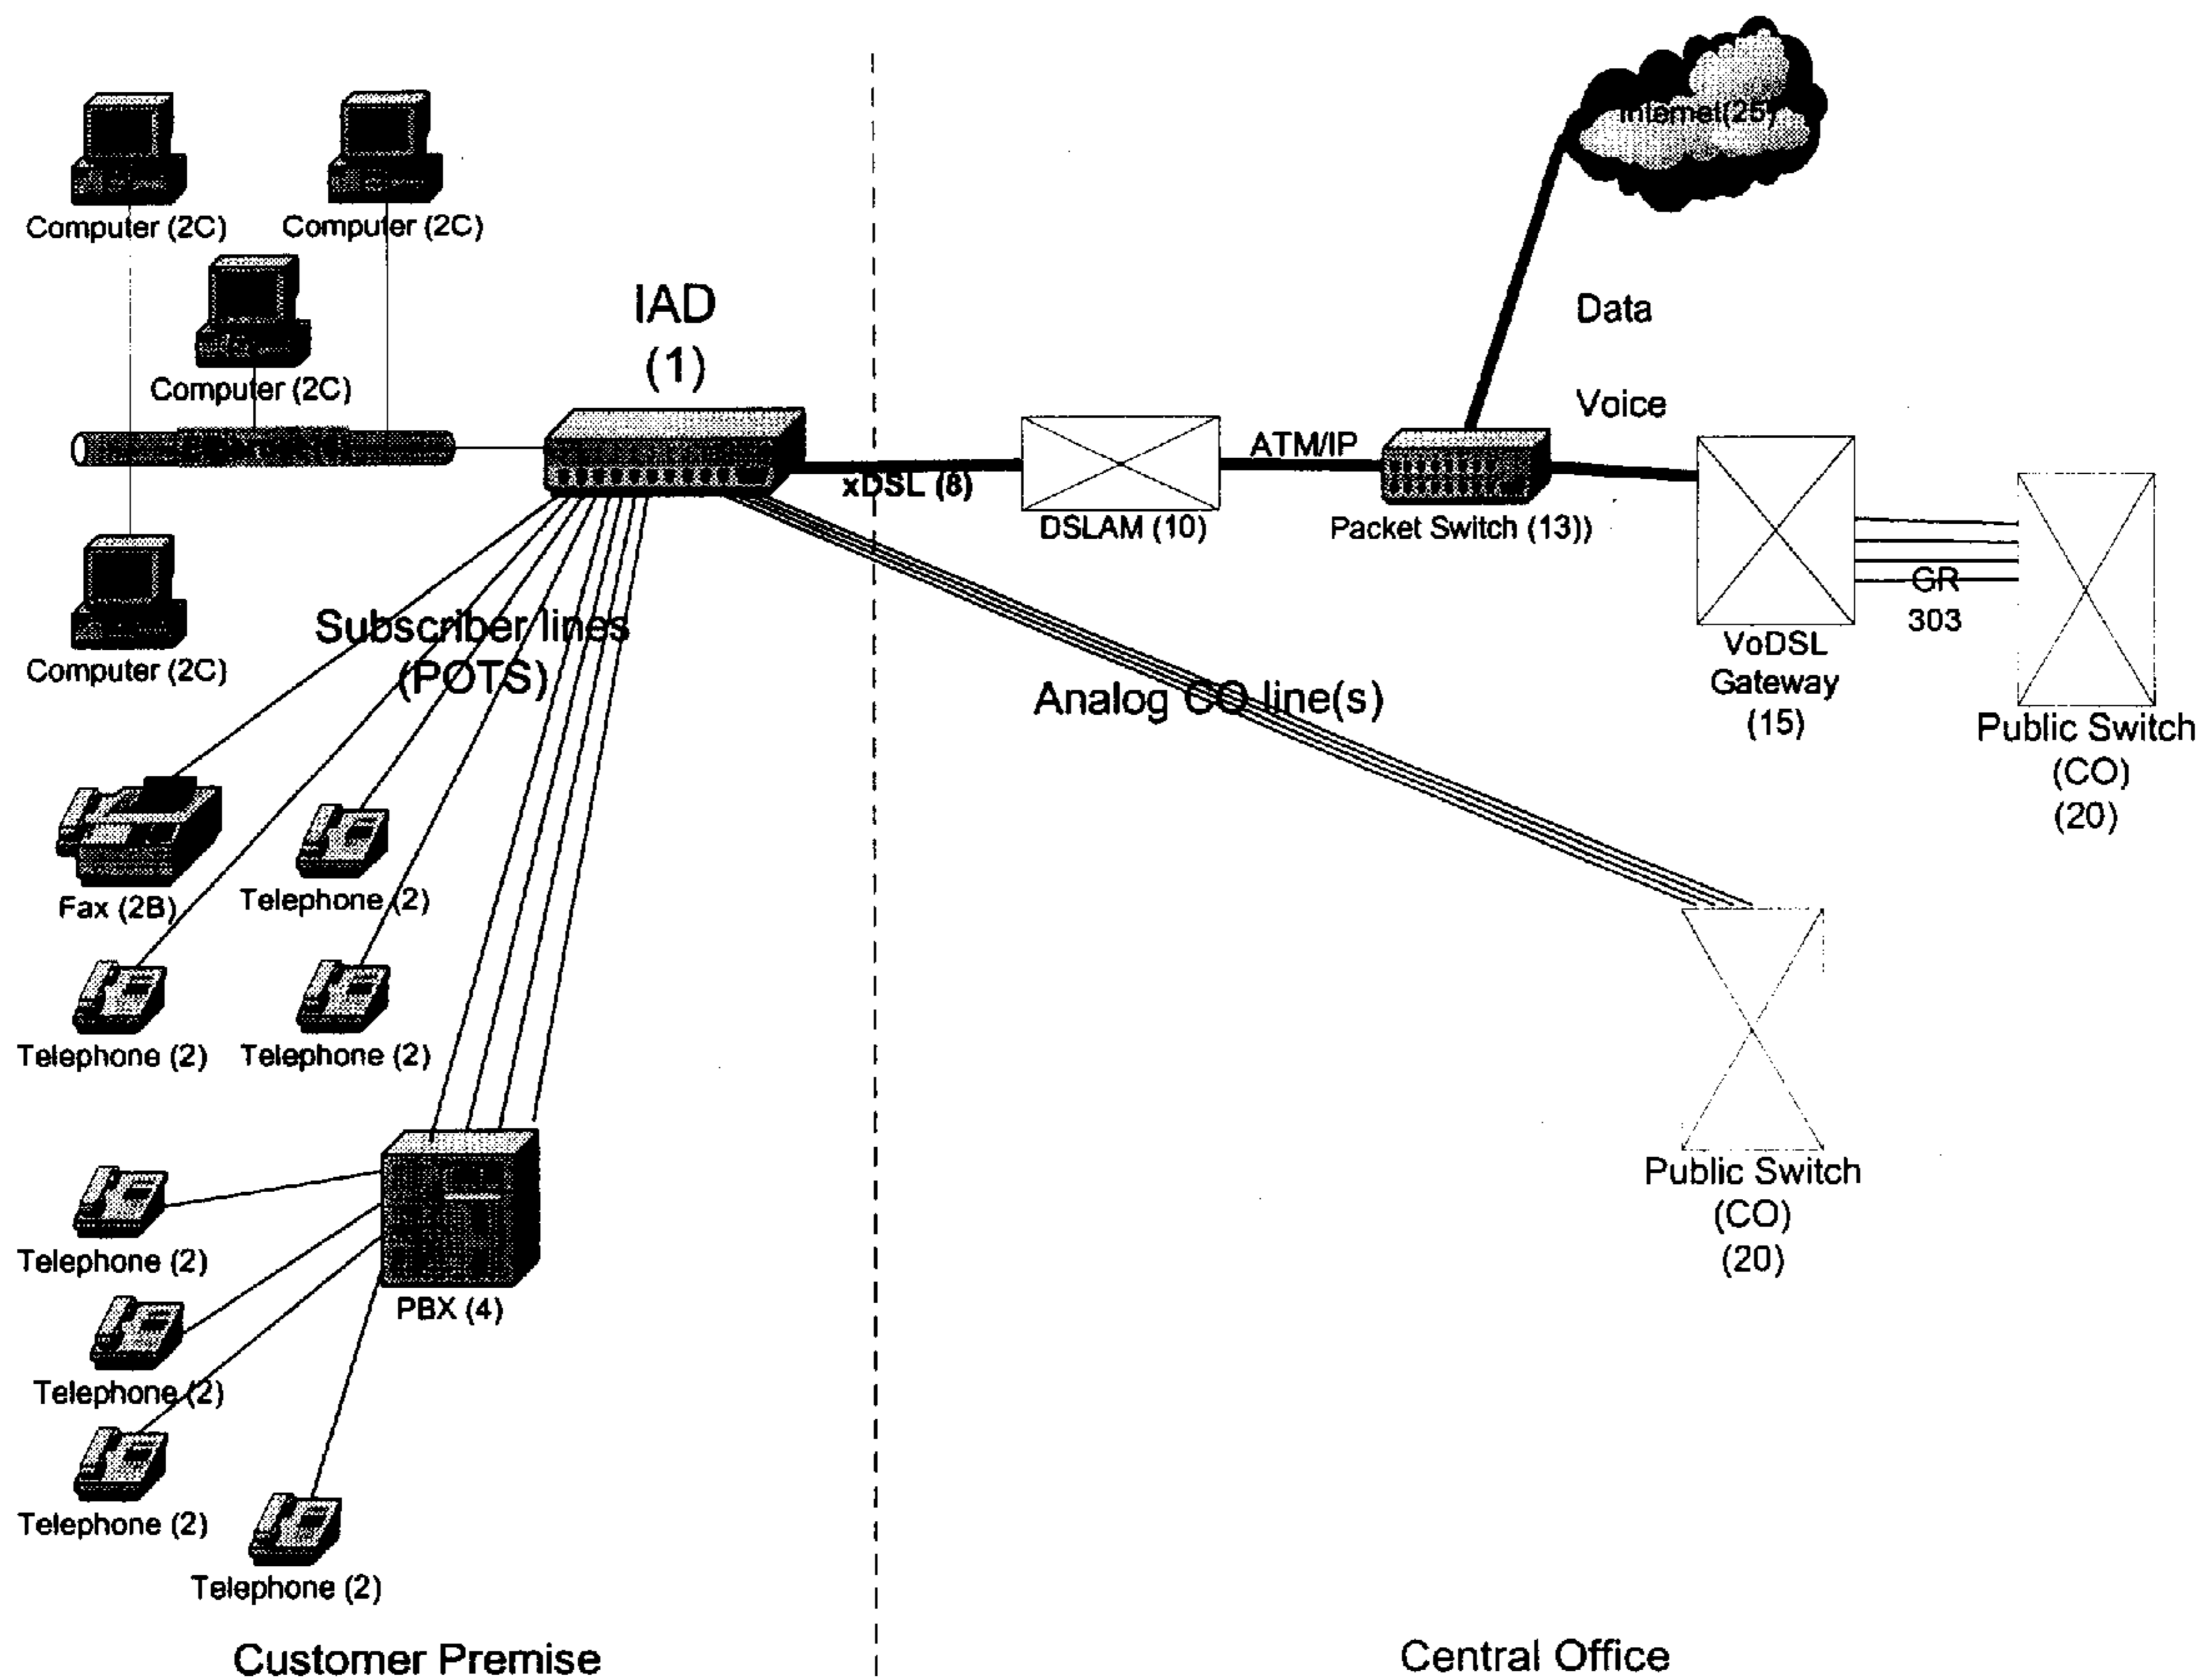 Internet(25)
Computer (2C)
Computer (2C)
IAD
(1)
Data
Computer (2C)
Voice
ATM/IP
xDSL (8)
DSLAM (10)
Packet Switch (13))
GR
303
Subscriber lines
(POTS)
Computer (2C)
VoDSL
Gateway
(15)
Analog CO line(s)
Public Switch
(CO)
(20)
Fax (2B)
Telephone (2)
Telephone (2)
Telephone (2)
Public Switch
(CO)
(20)
Telephone (2)
PBX (4)
Telephone (2)
Telephone (2)
Telephone (2)
Customer Premise
Central Office